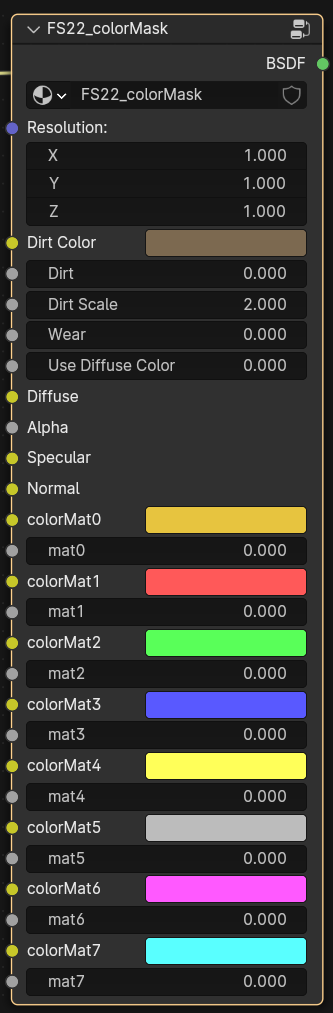 FS22_colorMask
BSDF
FS22_colorMask
Resolution:
X 1.000
Y 1.000
Z 1.000
Dirt Color
Dirt 0.000
Dirt Scale 2.000
Wear 0.000
Use Diffuse Color 0.000
Diffuse
Alpha
Specular
Normal
colorMat0
mat0 0.000
colorMat1
mat1 0.000
colorMat2
mat2 0.000
colorMat3
mat3 0.000
colorMat4
mat4 0.000
colorMat5
mat5 0.000
colorMat6
mat6 0.000
colorMat7
mat7 0.000